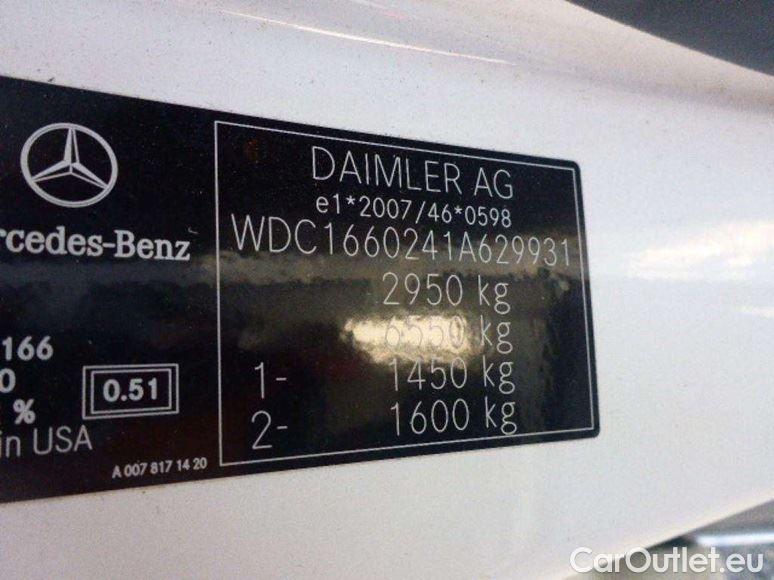 rcedes-Benz
166
0
%
in USA
0.51
A 007 817 14 20
DAIMLER AG
e1*2007/46*0598
WDC1660241A629931
2950 kg
6550 kg
1- 1450 kg
2- 1600 kg
CarOutlet.eu